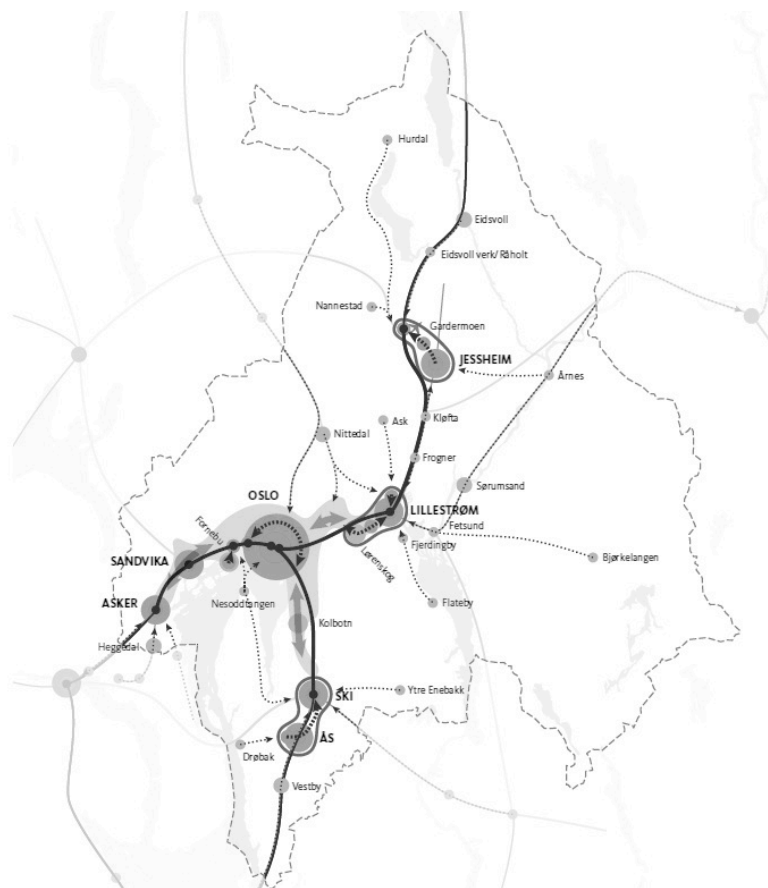 Hurdal
Eidsvoll
Eidsvoll verk/Råholt
Nannestad
Gardermoen
JESSHEIM
Årnes
Ask
Kløfta
Nittedal
Frogner
Sørumsand
OSLO
LILLESTRØM
Fornebu
Fetsund
Lørenskog
Fjerdingby
Bjørkelangen
SANDVIKA
ASKER
Nesoddtangen
Flateby
Kolbotn
Heggedal
SKI
Ytre Enebakk
ÅS
Drøbak
Vestby